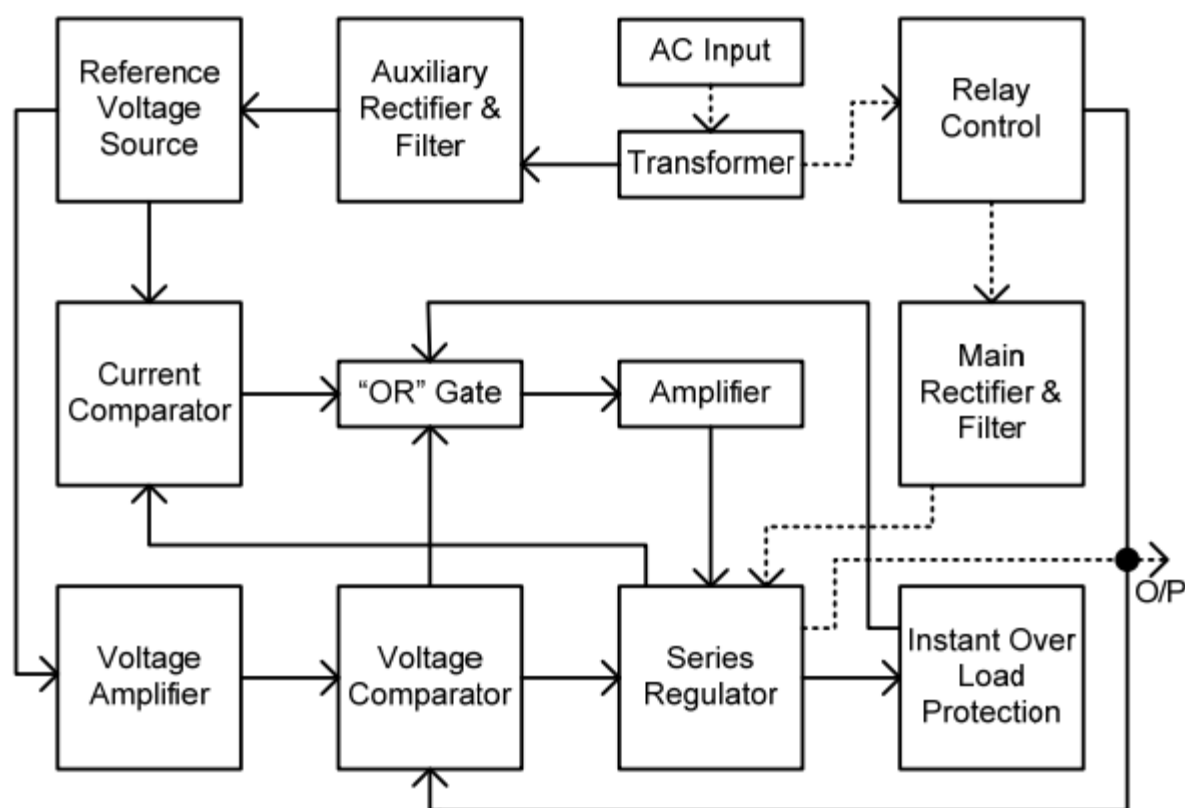 Reference
Voltage
Source
Auxiliary
Rectifier &
Filter
AC Input
Transformer
Relay
Control
Current
Comparator
“OR” Gate
Amplifier
Main
Rectifier &
Filter
Voltage
Amplifier
Voltage
Comparator
Series
Regulator
Instant Over
Load
Protection
O/P